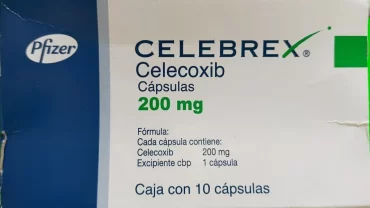 Pfizer
CELEBREX®
Celecoxib
Cápsulas
200 mg
Fórmula:
Cada cápsula contiene:
Celecoxib 200 mg
Excipiente cbp 1 cápsula
Caja con 10 cápsulas